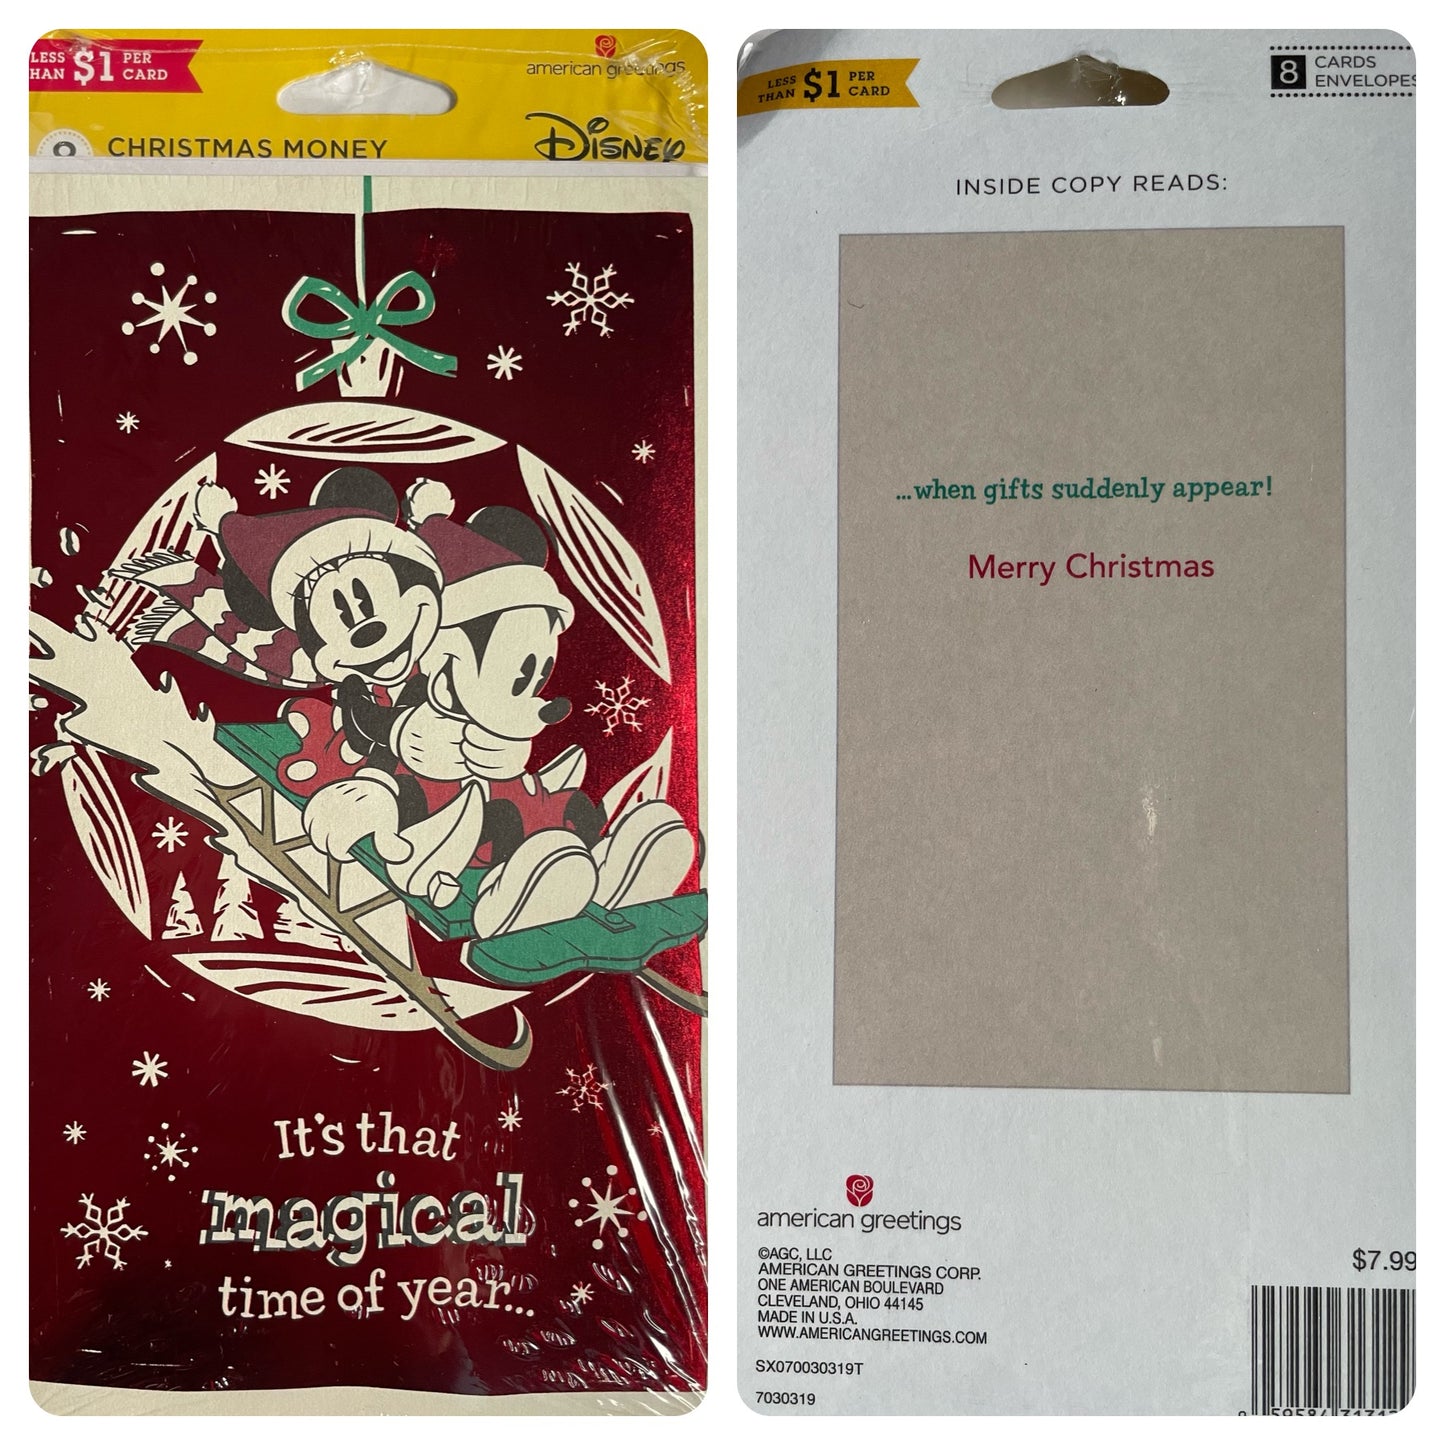 LESS
THAN $1 PER
CARD
american greetings
CHRISTMAS MONEY
Disney
It's that
magical
time of year...
LESS
THAN $1 PER
CARD
8 CARDS
ENVELOPES
INSIDE COPY READS:
...when gifts suddenly appear!
Merry Christmas
american greetings
©AGC, LLC
AMERICAN GREETINGS CORP.
ONE AMERICAN BOULEVARD
CLEVELAND, OHIO 44145
MADE IN U.S.A.
WWW.AMERICANGREETINGS.COM
SX070030319T
7030319
$7.99